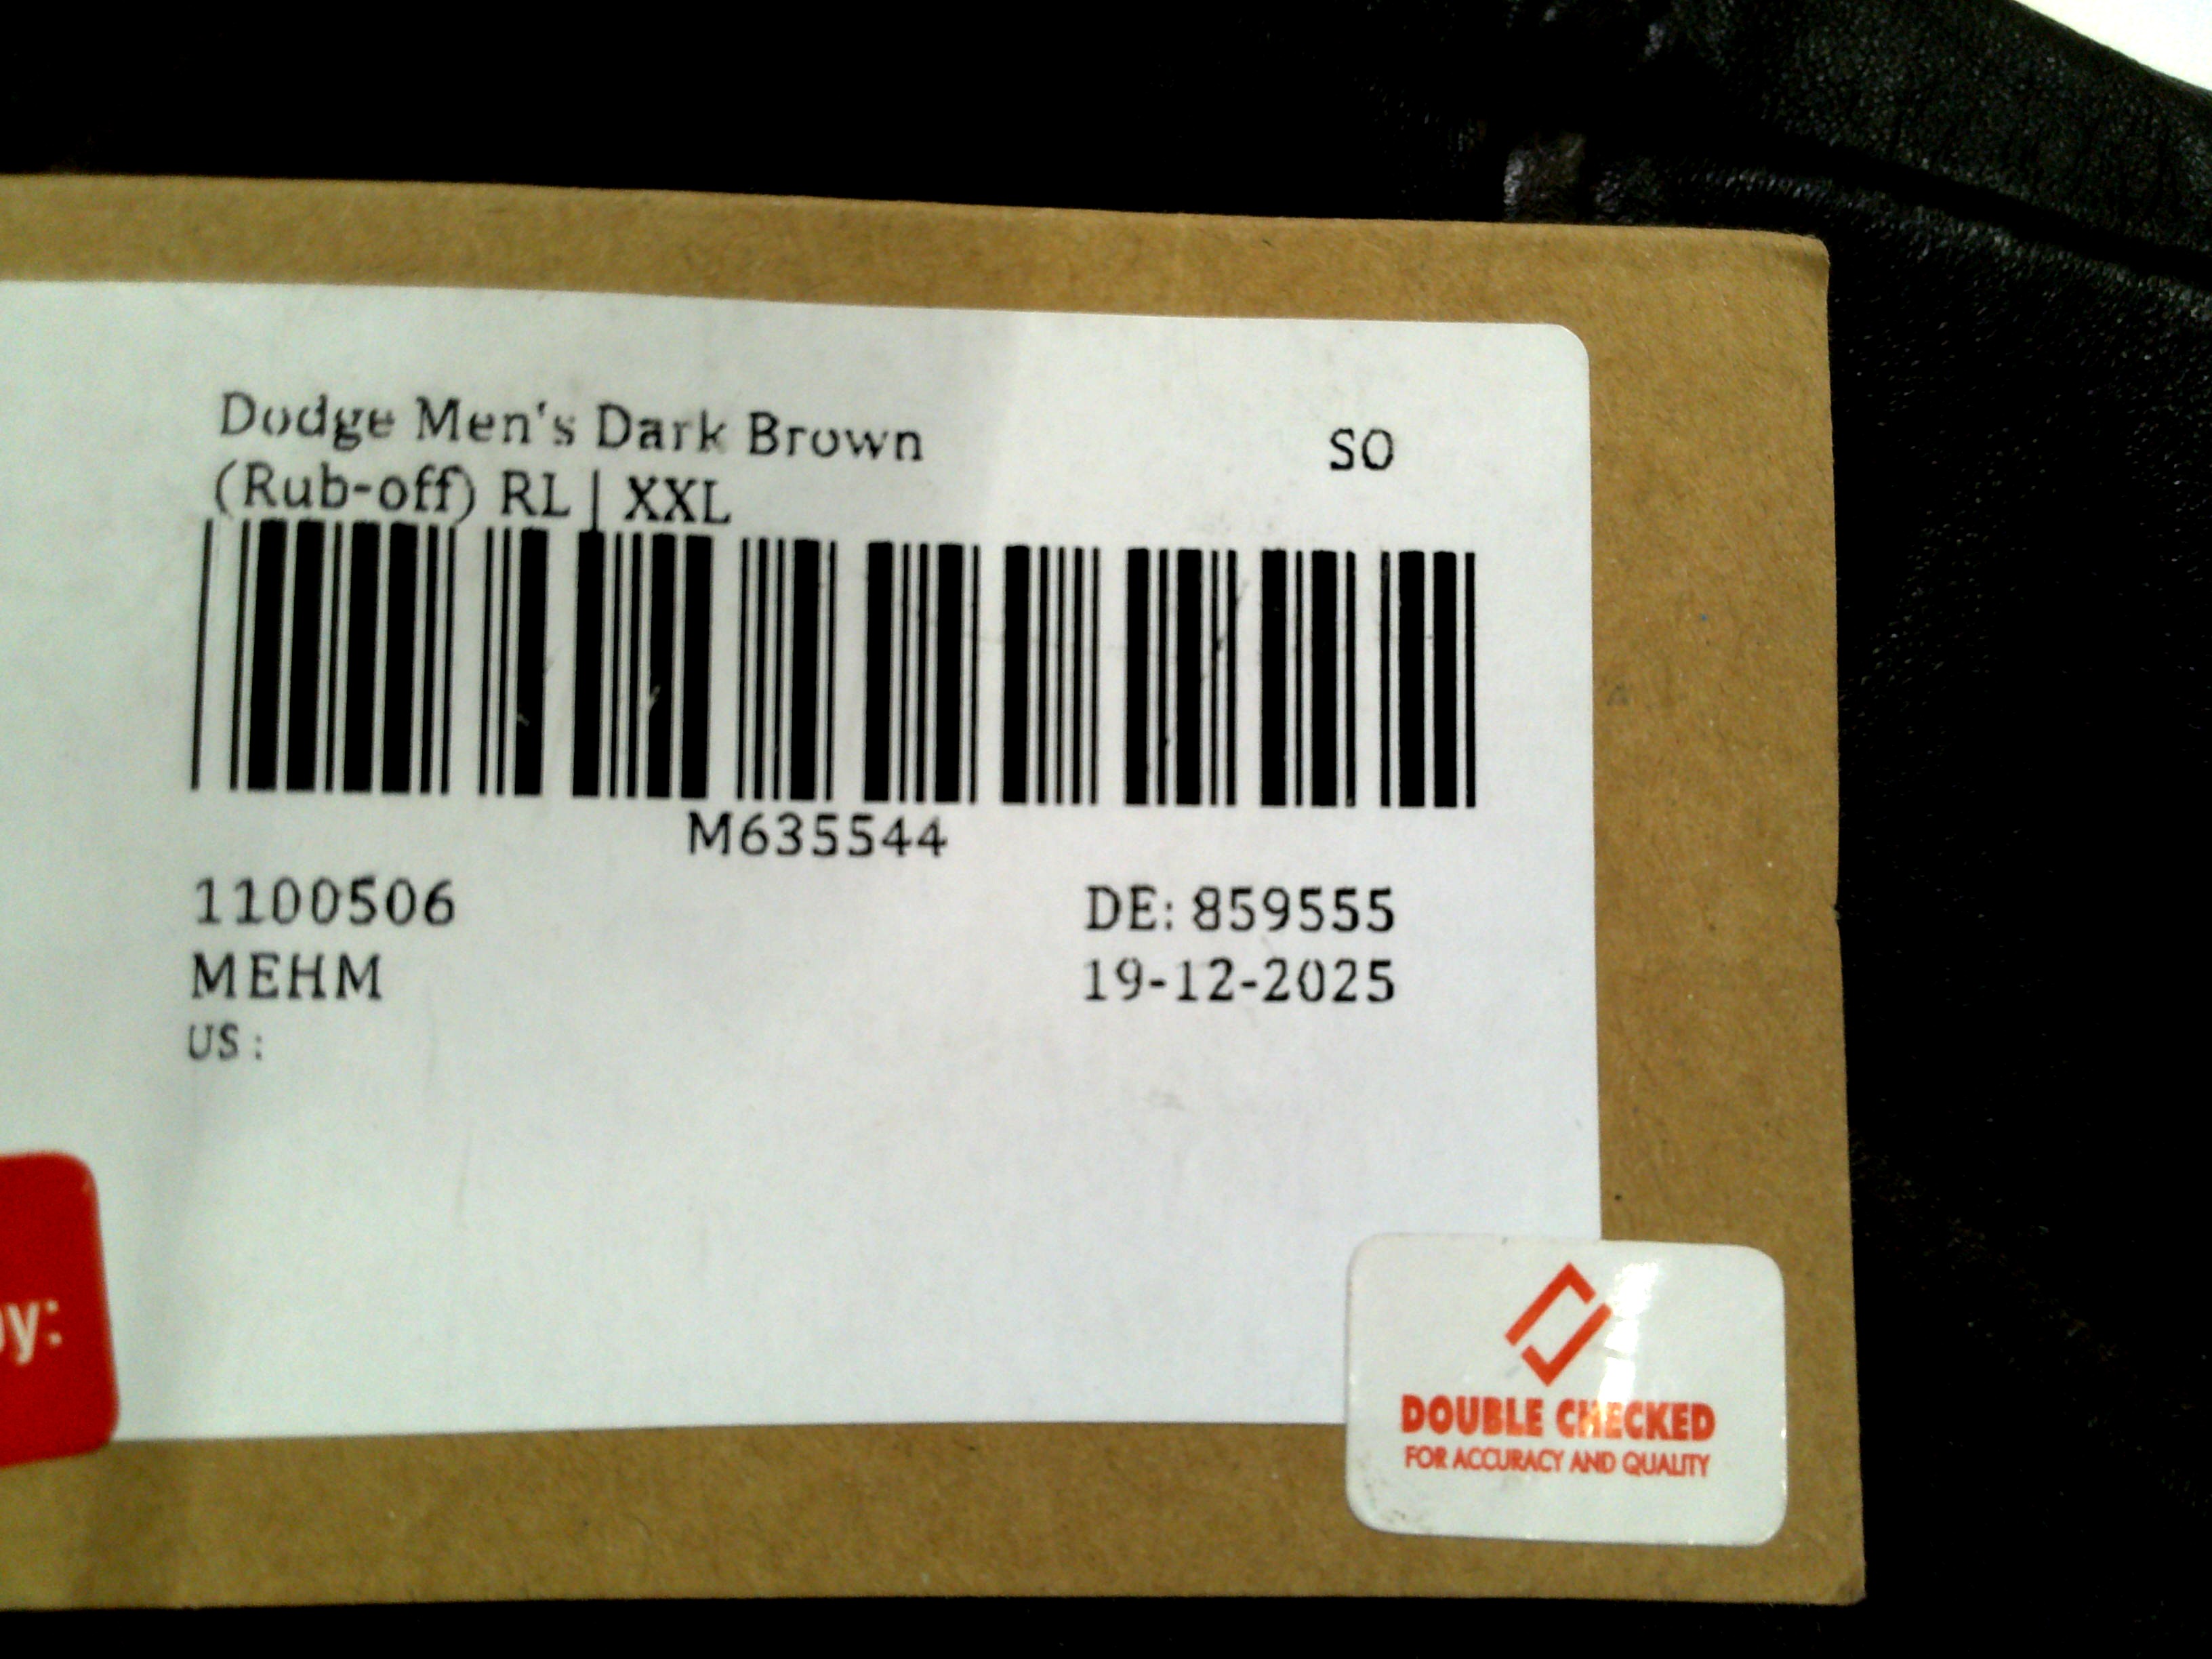 Dodge Men's Dark Brown
(Rub-off) RL | XXL
SO
M635544
1100506
DE: 859555
MEHM
19-12-2025
US :
by:
DOUBLE CHECKED
FOR ACCURACY AND QUALITY